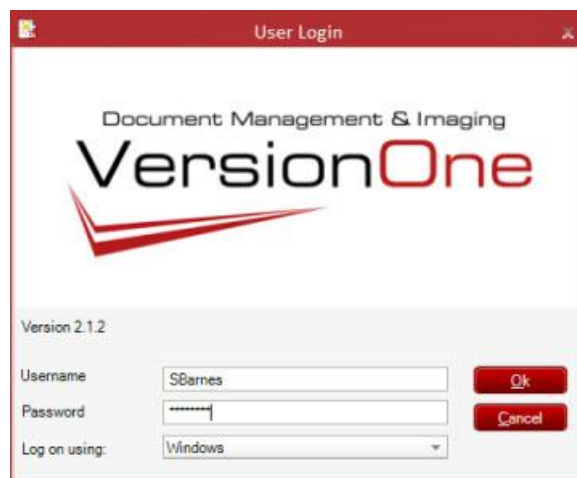 User Login
Document Management & Imaging
VersionOne
Version 2.1.2
Username SBarnes Ok
Password ******** Cancel
Log on using: Windows